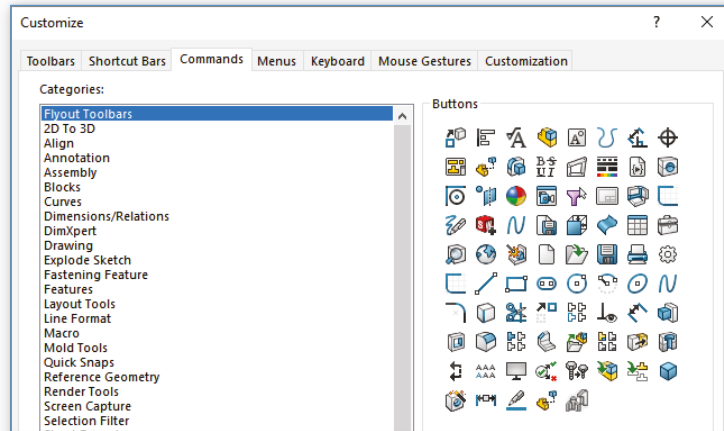 Customize
Toolbars Shortcut Bars Commands Menus Keyboard Mouse Gestures Customization
Categories:
Buttons
Flyout Toolbars
2D To 3D
Align
Annotation
Assembly
Blocks
Curves
Dimensions/Relations
DimXpert
Drawing
Explode Sketch
Fastening Feature
Features
Layout Tools
Line Format
Macro
Mold Tools
Quick Snaps
Reference Geometry
Render Tools
Screen Capture
Selection Filter